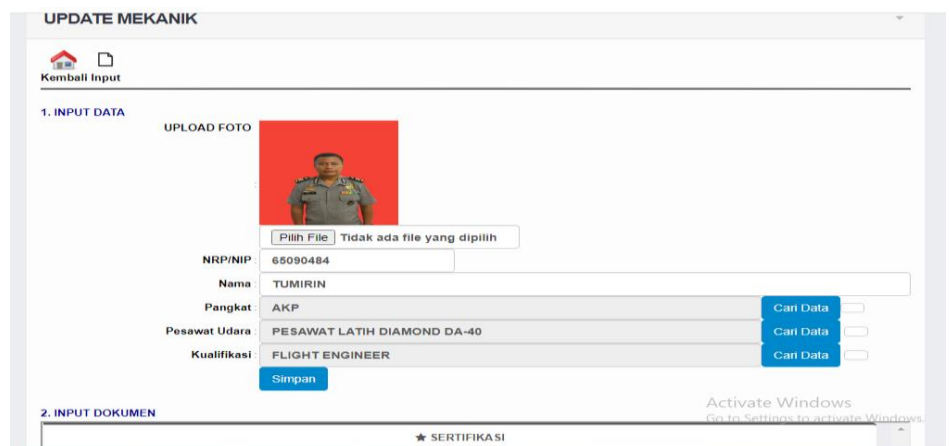 UPDATE MEKANIK
Kembali Input
1. INPUT DATA
UPLOAD FOTO :
Pilih File Tidak ada file yang dipilih
NRP/NIP : 65090484
Nama : TUMIRIN
Pangkat : AKP Cari Data
Pesawat Udara : PESAWAT LATIH DIAMOND DA-40 Cari Data
Kualifikasi : FLIGHT ENGINEER Cari Data
Simpan
Activate Windows
Go to Settings to activate Windows.
2. INPUT DOKUMEN
★ SERTIFIKASI